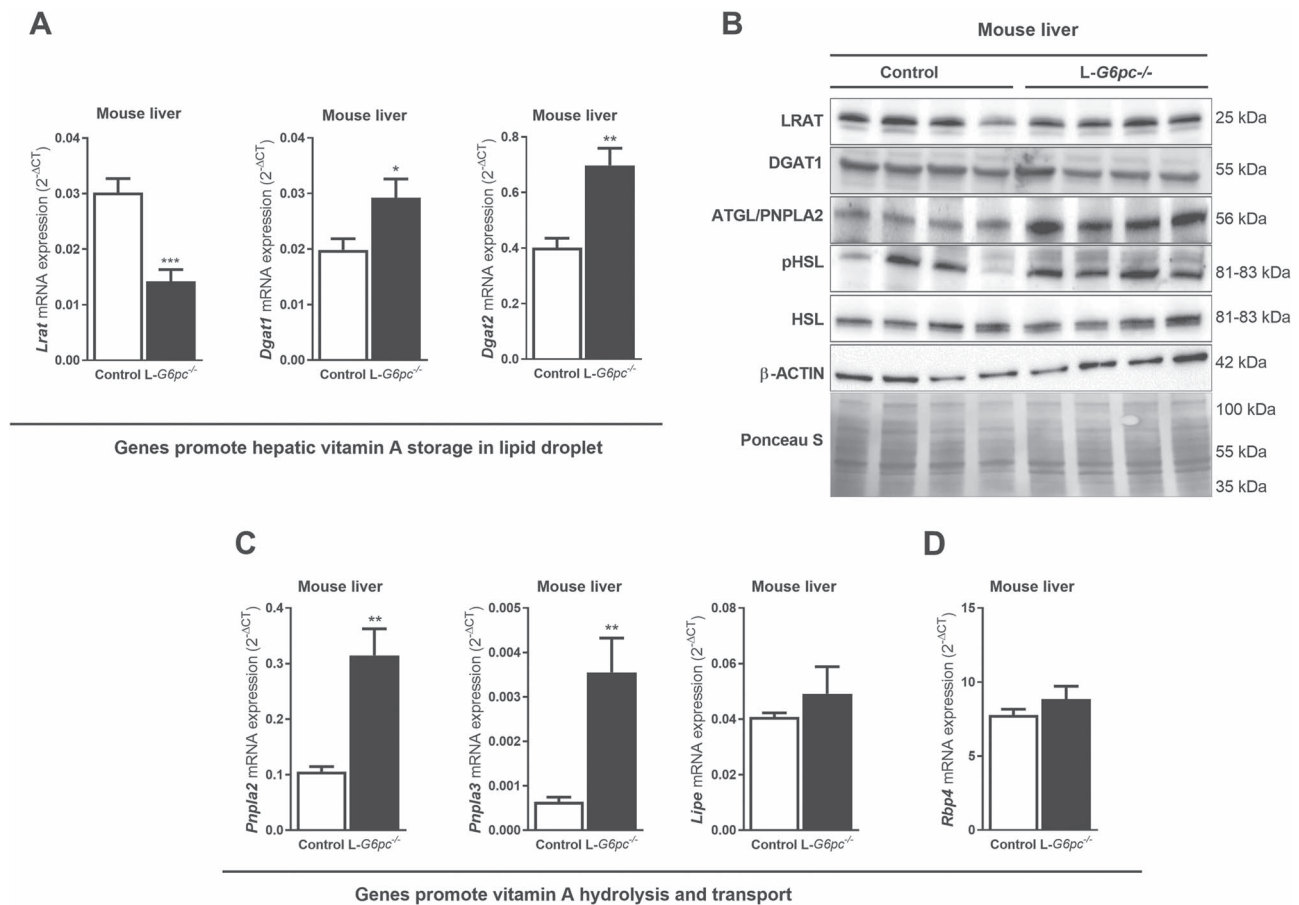 A
Mouse liver
Lrat mRNA expression (2-ΔCT)
0.04
0.03
0.02
0.01
0.00
***
Control L-G6pc-/-
Mouse liver
Dgat1 mRNA expression (2-ΔCT)
0.04
0.03
0.02
0.01
0.00
*
Control L-G6pc-/-
Mouse liver
Dgat2 mRNA expression (2-ΔCT)
0.8
0.6
0.4
0.2
0.0
**
Control L-G6pc-/-
Genes promote hepatic vitamin A storage in lipid droplet
B
Mouse liver
Control L-G6pc-/-
LRAT 25 kDa
DGAT1 55 kDa
ATGL/PNPLA2 56 kDa
pHSL 81-83 kDa
HSL 81-83 kDa
β-ACTIN 42 kDa
Ponceau S
100 kDa
55 kDa
35 kDa
C
Mouse liver
Pnpla2 mRNA expression (2-ΔCT)
0.4
0.3
0.2
0.1
0.0
**
Control L-G6pc-/-
Mouse liver
Pnpla3 mRNA expression (2-ΔCT)
0.005
0.004
0.003
0.002
0.001
0.000
**
Control L-G6pc-/-
Mouse liver
Lipe mRNA expression (2-ΔCT)
0.08
0.06
0.04
0.02
0.00
Control L-G6pc-/-
D
Mouse liver
Rbp4 mRNA expression (2-ΔCT)
15
10
5
0
Control L-G6pc-/-
Genes promote vitamin A hydrolysis and transport